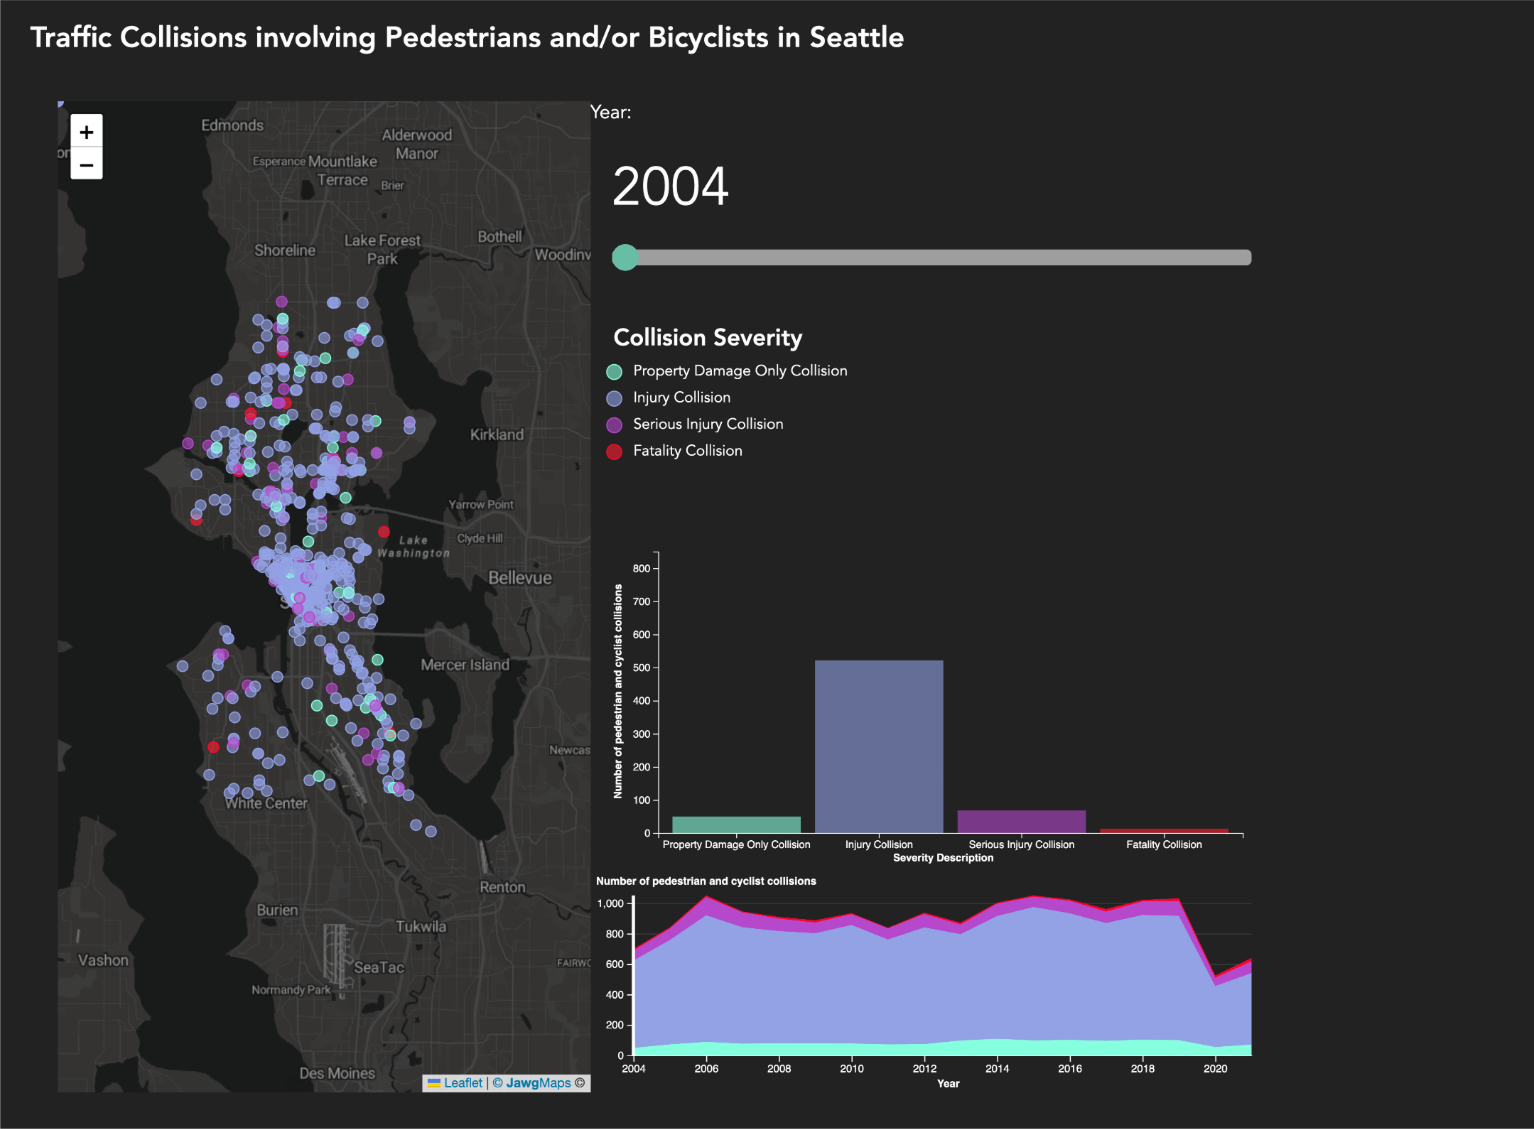 Traffic Collisions involving Pedestrians and/or Bicyclists in Seattle
+
−
Edmonds
Alderwood
Manor
Esperance
Mountlake
Terrace
Brier
Shoreline
Lake Forest
Park
Bothell
Woodinv
Kirkland
Yarrow Point
Clyde Hill
Lake
Washington
Bellevue
Mercer Island
Newcas
White Center
Renton
Burien
Tukwila
Vashon
SeaTac
FAIRWO
Normandy Park
Des Moines
Leaflet | © JawgMaps ©
Year:
2004
Collision Severity
Property Damage Only Collision
Injury Collision
Serious Injury Collision
Fatality Collision
Number of pedestrian and cyclist collisions
800
700
600
500
400
300
200
100
0
Property Damage Only Collision
Injury Collision
Serious Injury Collision
Fatality Collision
Severity Description
Number of pedestrian and cyclist collisions
1,000
800
600
400
200
0
2004
2006
2008
2010
2012
2014
2016
2018
2020
Year